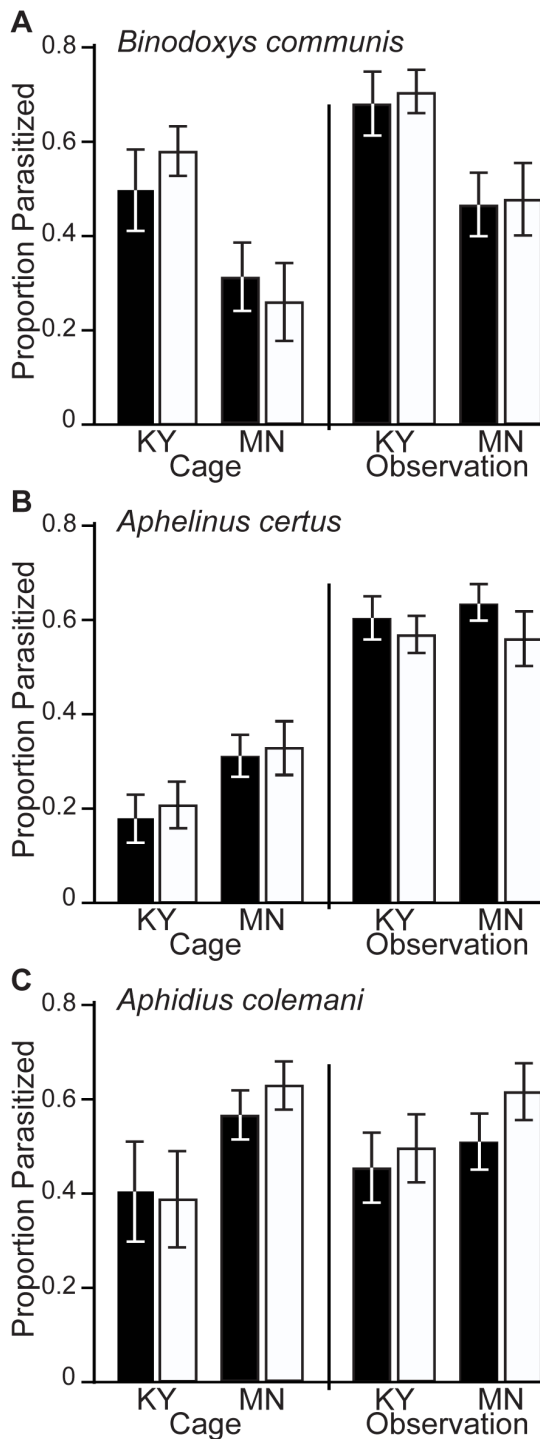 A
Binodoxys communis
Proportion Parasitized
0.8
0.6
0.4
0.2
0
KY MN KY MN
Cage Observation
B
Aphelinus certus
Proportion Parasitized
0.8
0.6
0.4
0.2
0
KY MN KY MN
Cage Observation
C
Aphidius colemani
Proportion Parasitized
0.8
0.6
0.4
0.2
0
KY MN KY MN
Cage Observation